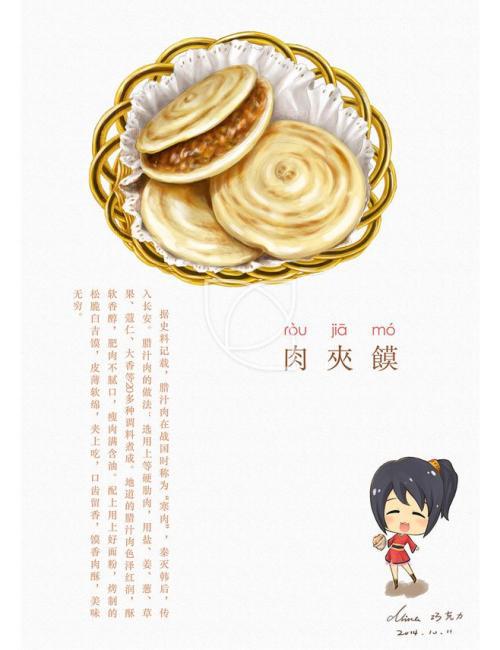 ròu jiā mó
肉夾饃
据史料记载，腊汁肉在战国时称为“寒肉”，秦灭韩后，传
入长安。腊汁肉的做法：选用上等硬肋肉，用盐、姜、葱、草
果、蔻仁、大香等20多种调料煮成。地道的腊汁肉色泽红润，酥
软香醇，肥肉不腻口，瘦肉满含油。配上用上好面粉，烤制的
松脆白吉馍，皮薄软绵，夹上吃，口齿留香，馍香肉酥，美味
无穷。
巧克力
2014.10.11